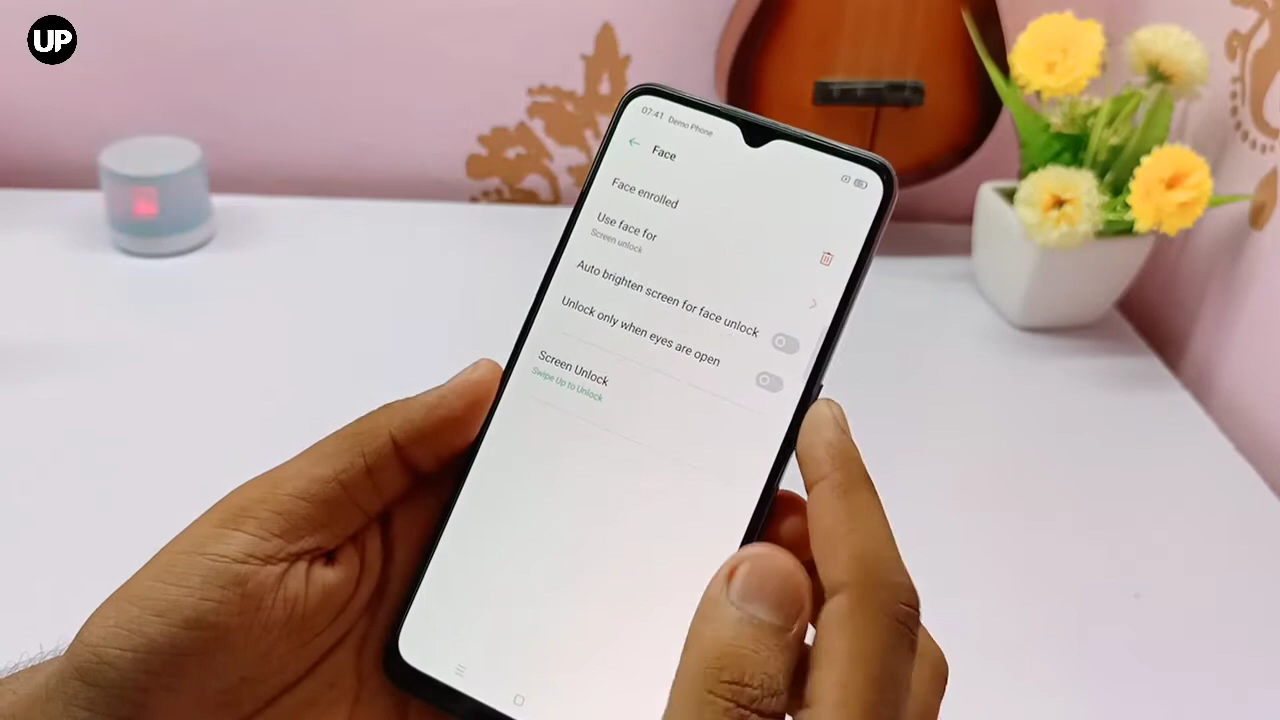 UP
07:41 Demo Phone
Face
Face enrolled
Use face for
Screen unlock
Auto brighten screen for face unlock
Unlock only when eyes are open
Screen Unlock
Swipe Up to Unlock